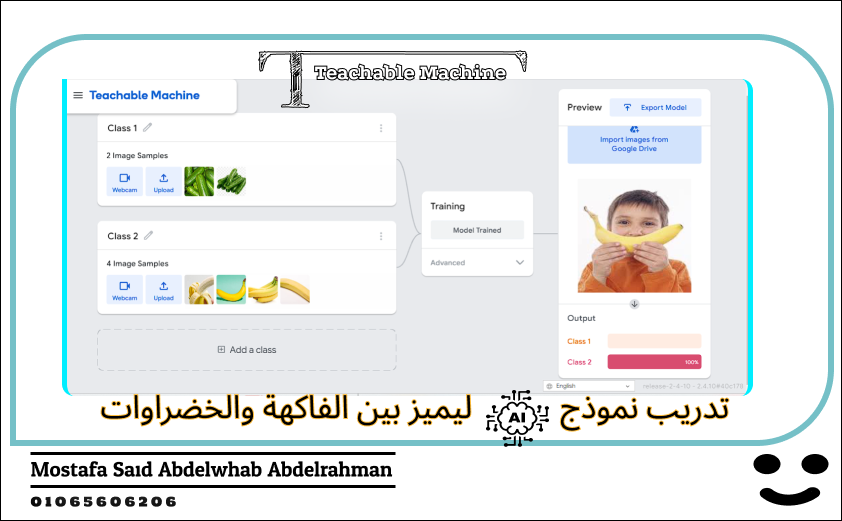 Teachable Machine
Teachable Machine
Class 1
2 Image Samples
Webcam
Upload
Class 2
4 Image Samples
Webcam
Upload
Add a class
Training
Model Trained
Advanced
Preview
Export Model
Import images from
Google Drive
Output
Class 1
Class 2
100%
English
release-2-4-10 - 2.4.10#40c178
تدريب نموذج AI ليميز بين الفاكهة والخضراوات
Mostafa Saıd Abdelwhab Abdelrahman
01065606206